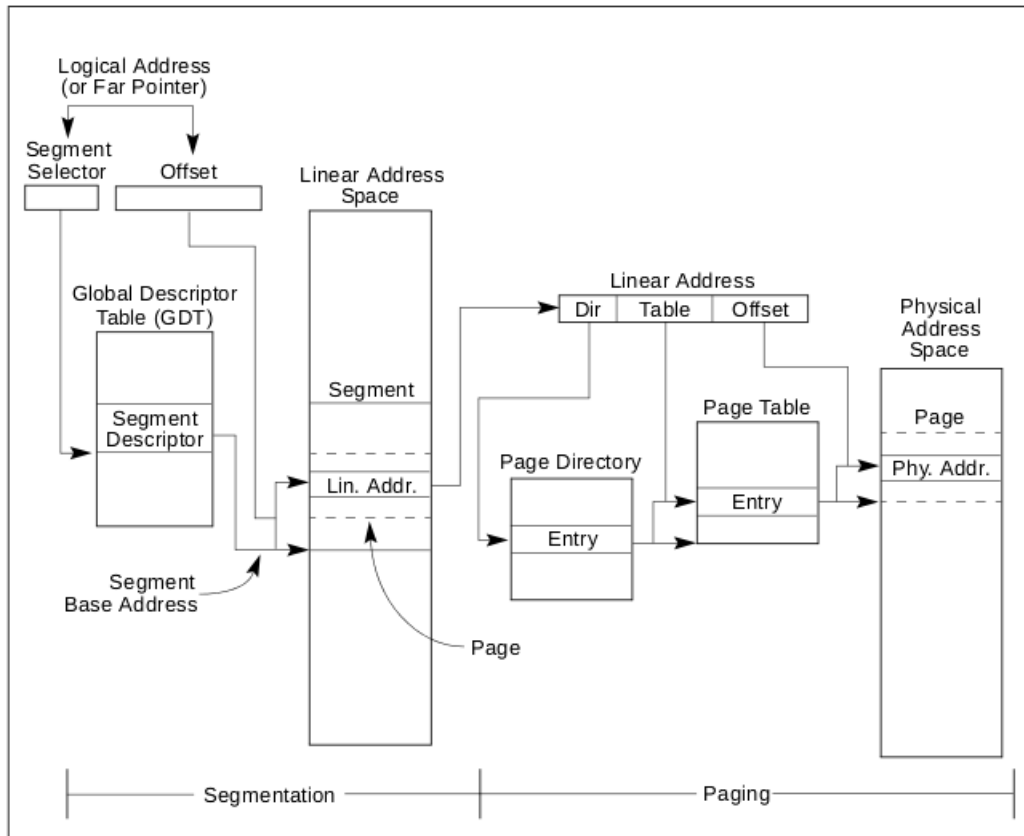 Logical Address
(or Far Pointer)
Segment
Selector
Offset
Linear Address
Space
Global Descriptor
Table (GDT)
Segment
Descriptor
Segment
Lin. Addr.
Segment
Base Address
Page
Linear Address
Dir
Table
Offset
Physical
Address
Space
Page Table
Page Directory
Entry
Entry
Page
Phy. Addr.
Segmentation
Paging